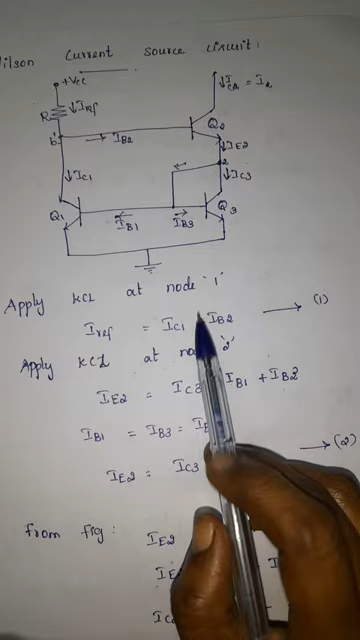 Wilson Current source circuit:
+Vcc
↓Iref
↓IC2 = I2
R
Q2
b'
→ IB2
↓IE2
2
↓IC1
↓IC3
Q1
IB1
IB3
Q3
Apply KCL at node '1'
Iref = IC1 IB2 → (1)
Apply KCL at '2'
IE2 = IC3 IB1 + IB2
IB1 = IB3 =
→ (2)
IE2 = IC3
from fig: IE2